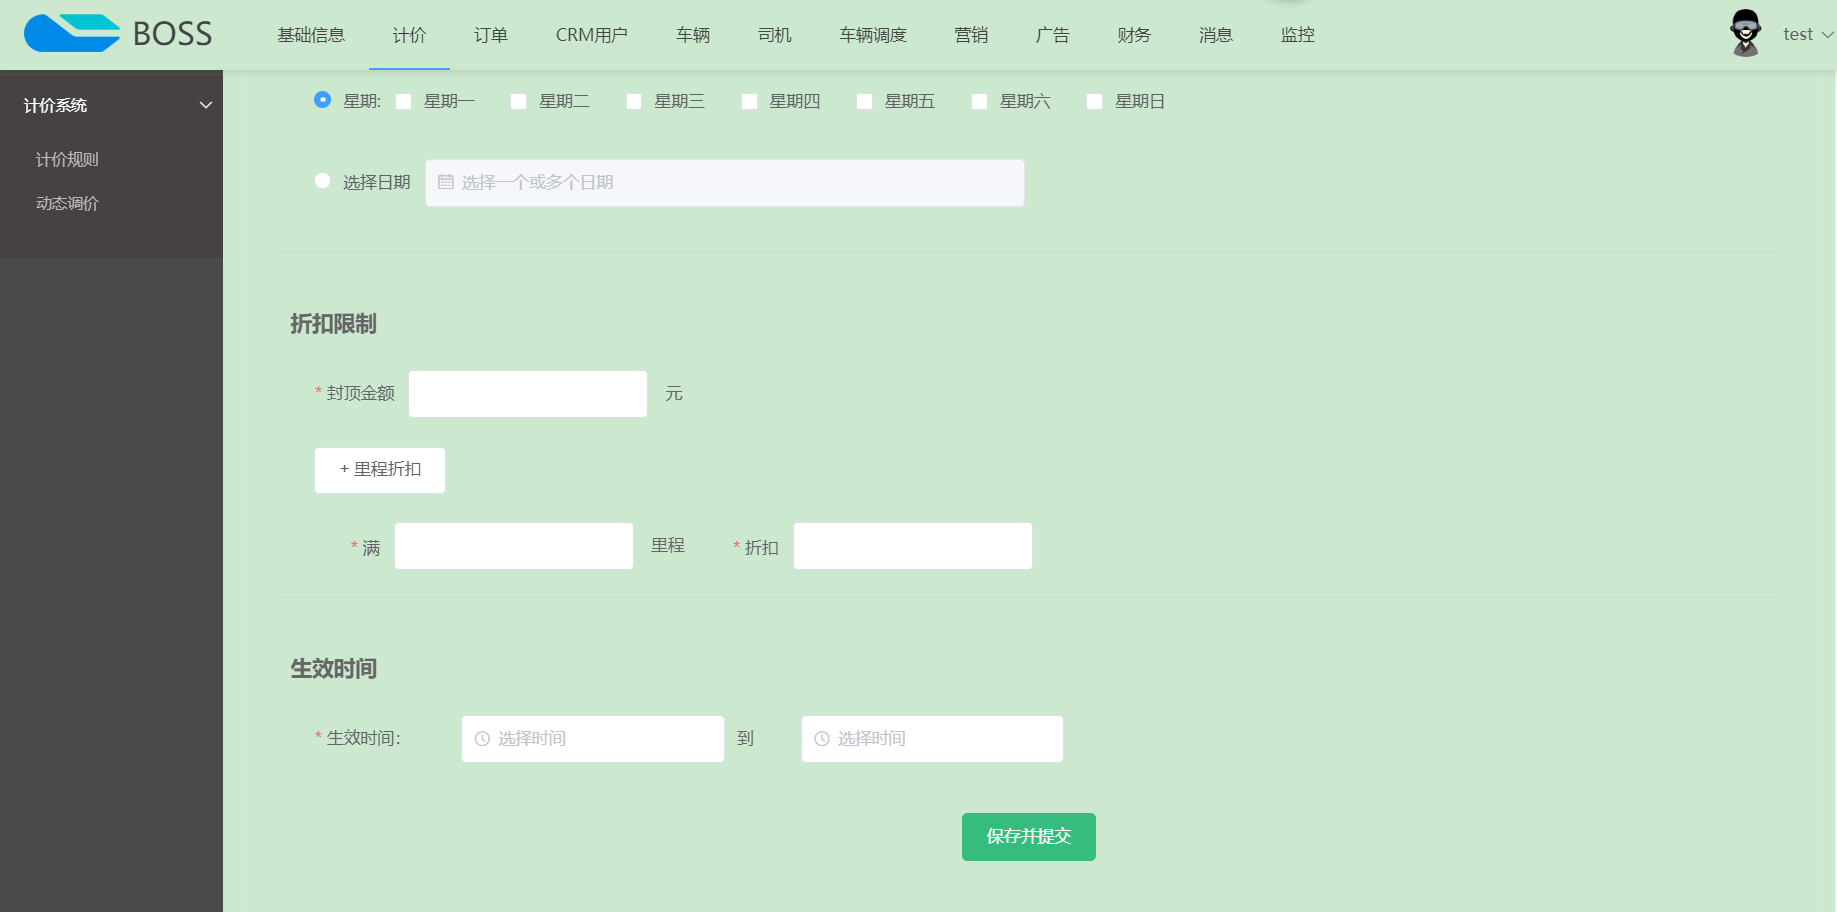 BOSS 基础信息 计价 订单 CRM用户 车辆 司机 车辆调度 营销 广告 财务 消息 监控 test
计价系统
计价规则
动态调价
星期: 星期一 星期二 星期三 星期四 星期五 星期六 星期日
选择日期 选择一个或多个日期
折扣限制
* 封顶金额 元
+ 里程折扣
* 满 里程 * 折扣
生效时间
* 生效时间: 选择时间 到 选择时间
保存并提交